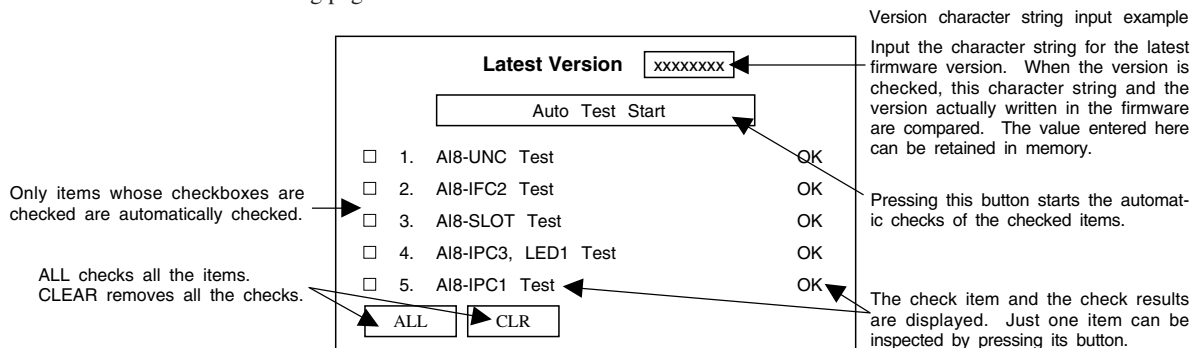 Version character string input example
Latest Version xxxxxxxx
Input the character string for the latest
firmware version. When the version is
checked, this character string and the
version actually written in the firmware
are compared. The value entered here
can be retained in memory.
Auto Test Start
Pressing this button starts the automat-
ic checks of the checked items.
Only items whose checkboxes are
checked are automatically checked.
□ 1. AI8-UNC Test OK
□ 2. AI8-IFC2 Test OK
□ 3. AI8-SLOT Test OK
□ 4. AI8-IPC3, LED1 Test OK
□ 5. AI8-IPC1 Test OK
ALL checks all the items.
CLEAR removes all the checks.
ALL CLR
The check item and the check results
are displayed. Just one item can be
inspected by pressing its button.